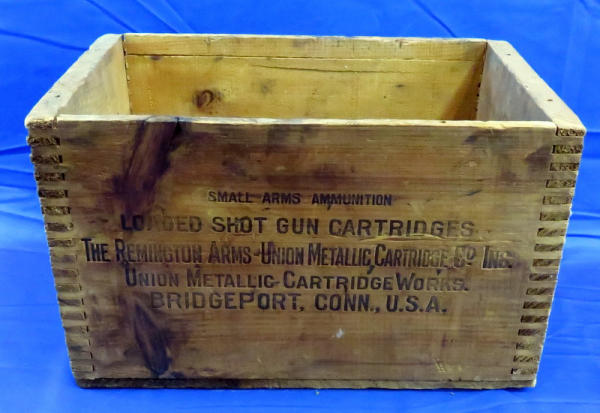 SMALL ARMS AMMUNITION
LOADED SHOT GUN CARTRIDGES
THE REMINGTON ARMS-UNION METALLIC CARTRIDGE CO INC.
UNION METALLIC CARTRIDGE WORKS.
BRIDGEPORT, CONN., U.S.A.